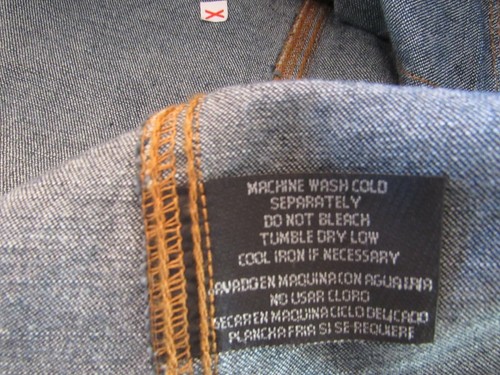 X
MACHINE WASH COLD
SEPARATELY
DO NOT BLEACH
TUMBLE DRY LOW
COOL IRON IF NECESSARY
AVADO EN MAQUINA CON AGUA FRIA
NO USAR CLORO
SECAR EN MAQUINA CICLO DELICADO
PLANCHA FRIA SI SE REQUIERE